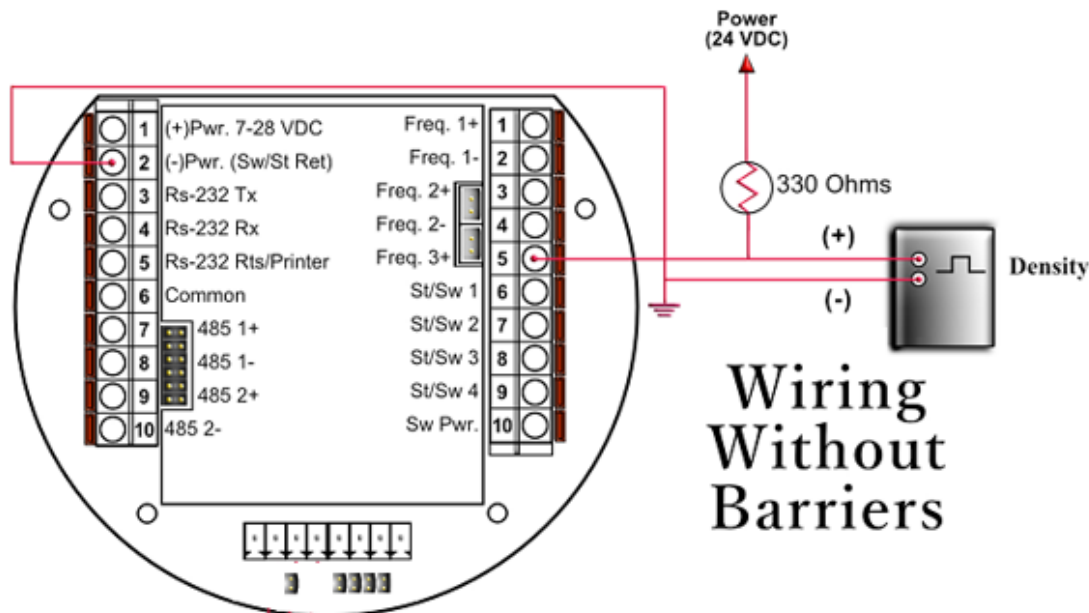 Power
(24 VDC)
1 (+)Pwr. 7-28 VDC
2 (-)Pwr. (Sw/St Ret)
3 Rs-232 Tx
4 Rs-232 Rx
5 Rs-232 Rts/Printer
6 Common
7 485 1+
8 485 1-
9 485 2+
10 485 2-
Freq. 1+ 1
Freq. 1- 2
Freq. 2+ 3
Freq. 2- 4
Freq. 3+ 5
St/Sw 1 6
St/Sw 2 7
St/Sw 3 8
St/Sw 4 9
Sw Pwr. 10
330 Ohms
(+)
(-)
Density
Wiring
Without
Barriers